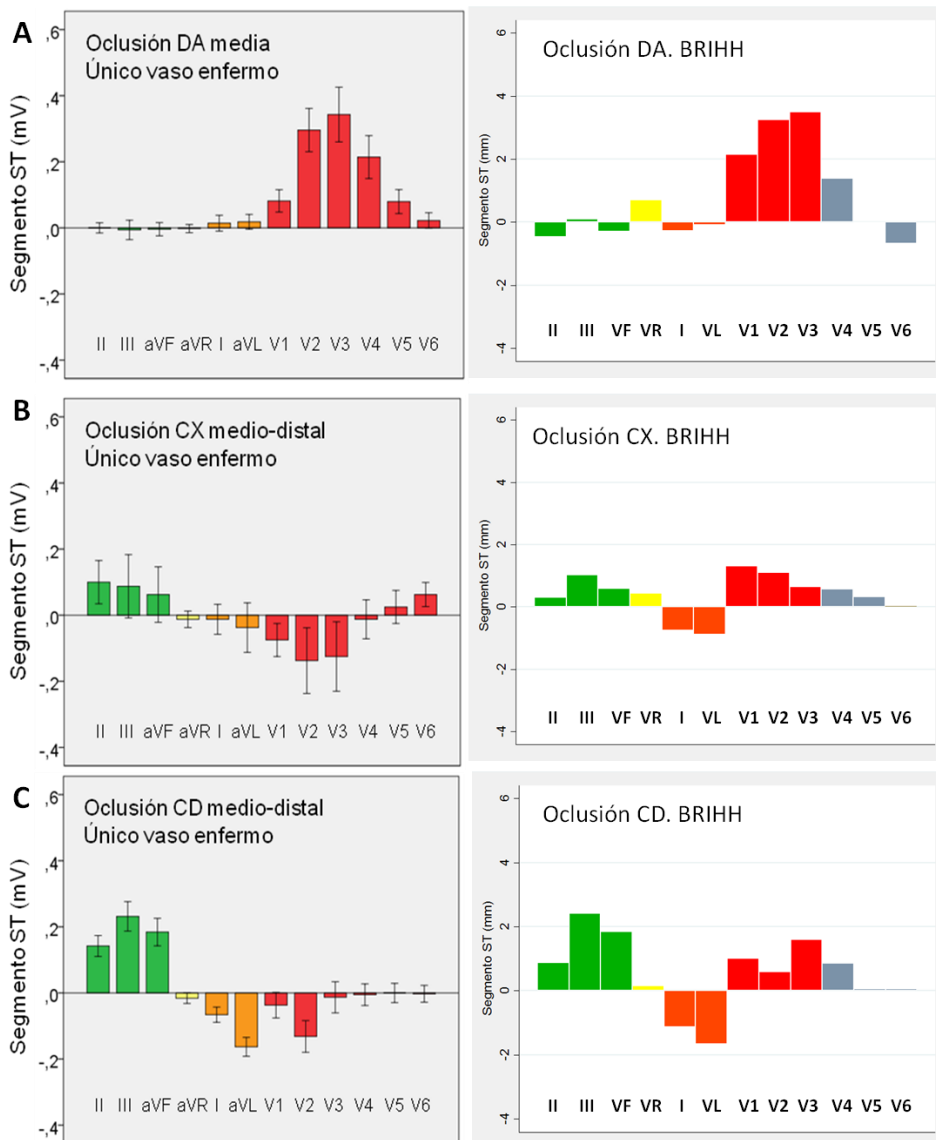 A
Oclusión DA media
Único vaso enfermo
Segmento ST (mV)
,6
,4
,2
,0
-,2
-,4
II III aVF aVR I aVL V1 V2 V3 V4 V5 V6
Oclusión DA. BRIHH
Segmento ST (mm)
6
4
2
0
-2
-4
II III VF VR I VL V1 V2 V3 V4 V5 V6
B
Oclusión CX medio-distal
Único vaso enfermo
Segmento ST (mV)
,6
,4
,2
,0
-,2
-,4
II III aVF aVR I aVL V1 V2 V3 V4 V5 V6
Oclusión CX. BRIHH
Segmento ST (mm)
6
4
2
0
-2
-4
II III VF VR I VL V1 V2 V3 V4 V5 V6
C
Oclusión CD medio-distal
Único vaso enfermo
Segmento ST (mV)
,6
,4
,2
,0
-,2
-,4
II III aVF aVR I aVL V1 V2 V3 V4 V5 V6
Oclusión CD. BRIHH
Segmento ST (mm)
6
4
2
0
-2
-4
II III VF VR I VL V1 V2 V3 V4 V5 V6